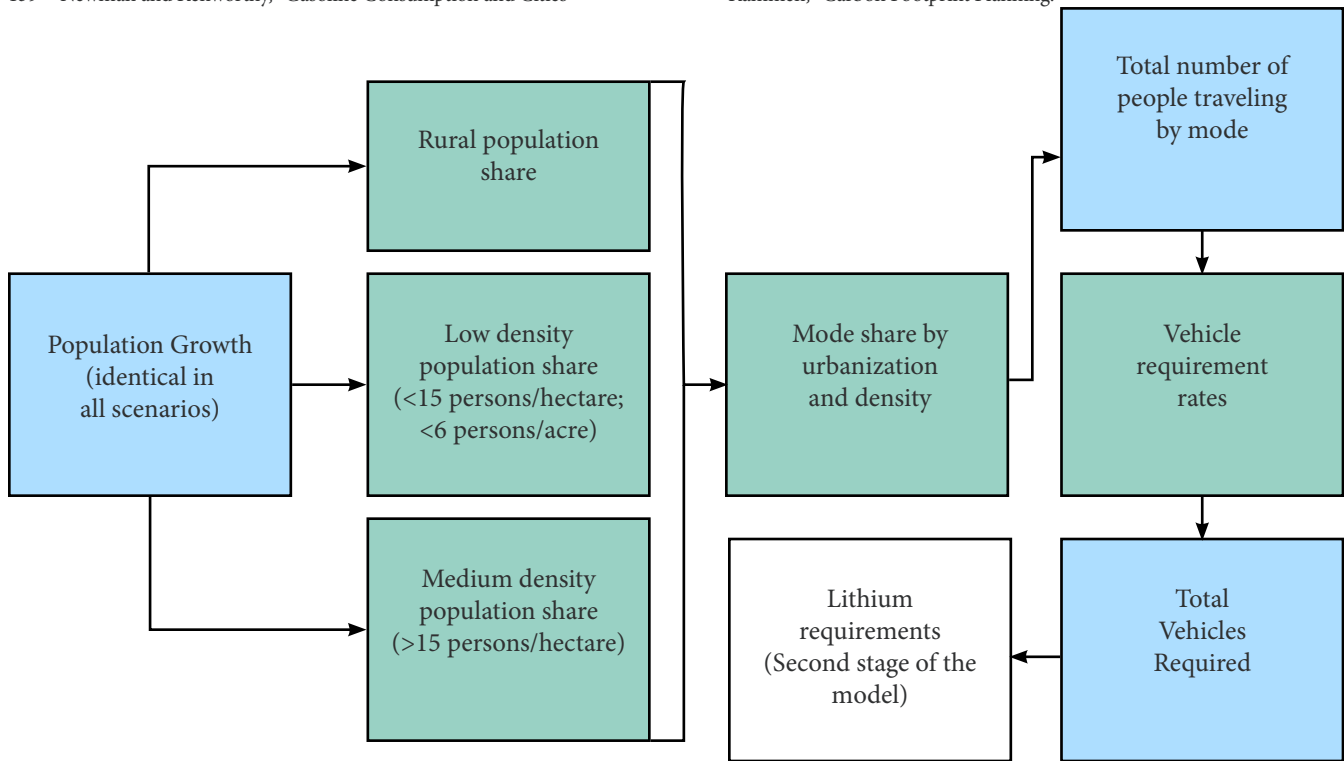 Total number of
people traveling
by mode
Rural population
share
Population Growth
(identical in
all scenarios)
Low density
population share
(<15 persons/hectare;
<6 persons/acre)
Mode share by
urbanization
and density
Vehicle
requirement
rates
Medium density
population share
(>15 persons/hectare)
Lithium
requirements
(Second stage of the
model)
Total
Vehicles
Required